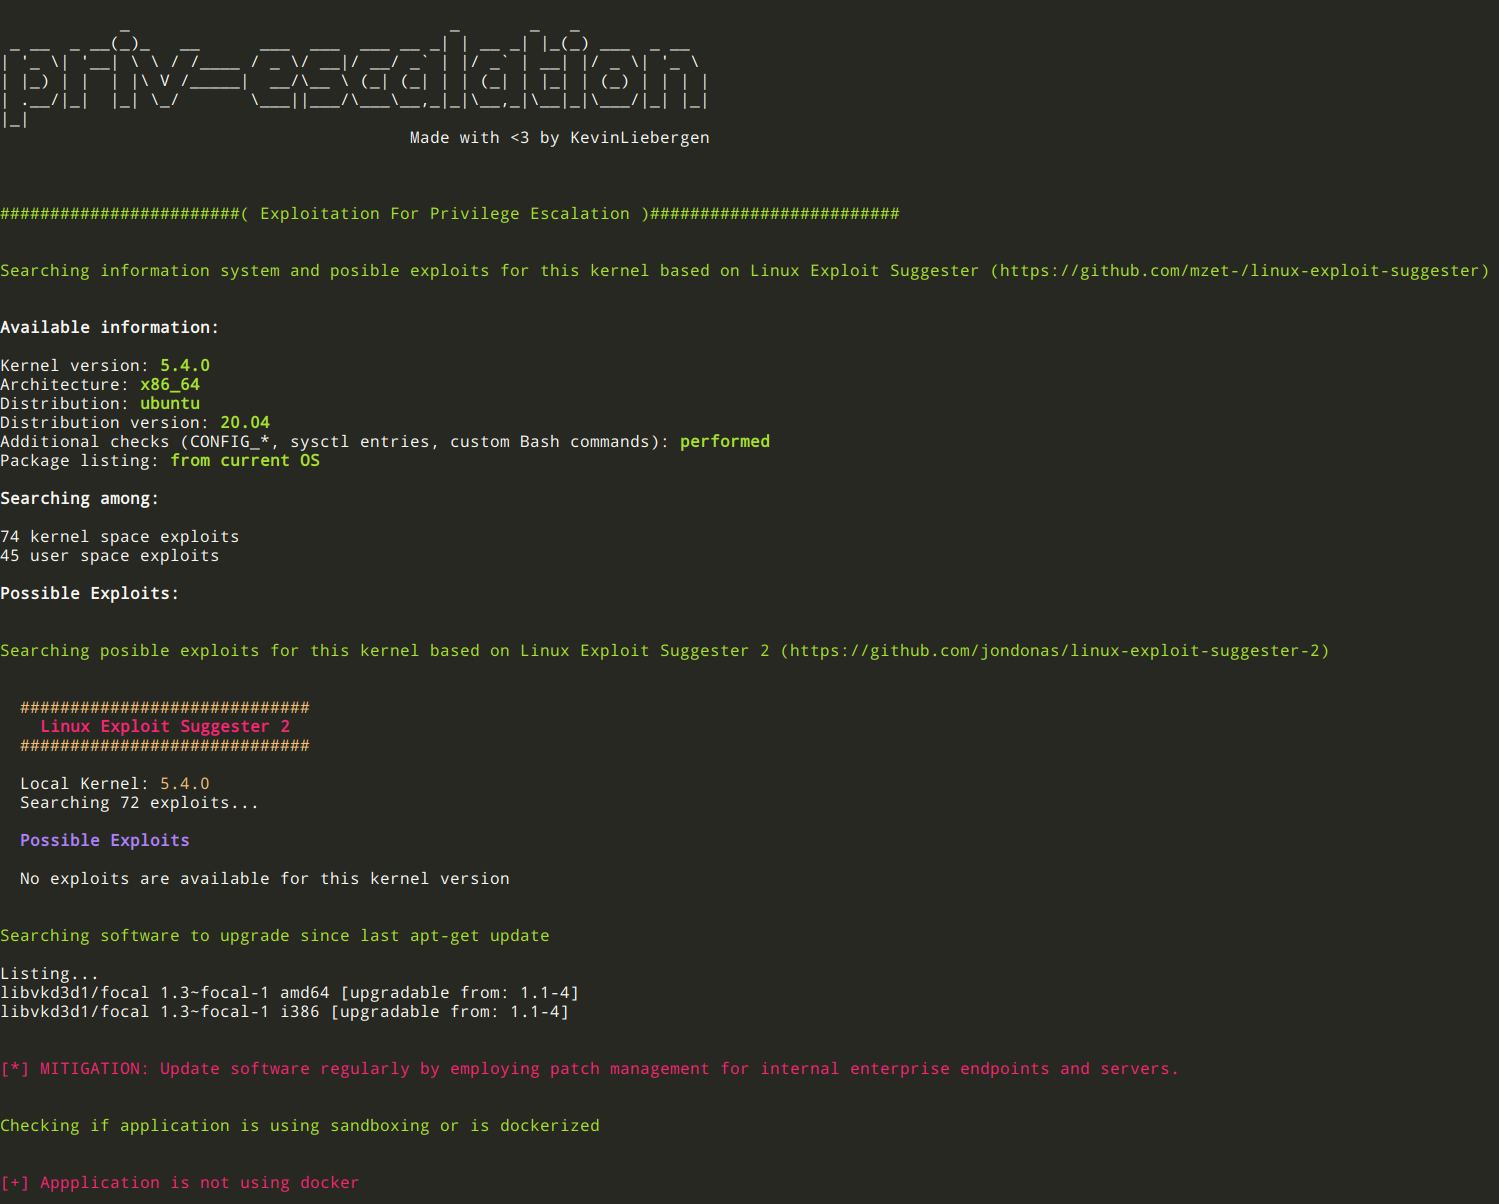 priv-escalation
Made with <3 by KevinLiebergen
########################( Exploitation For Privilege Escalation )#########################
Searching information system and posible exploits for this kernel based on Linux Exploit Suggester (https://github.com/mzet-/linux-exploit-suggester)
Available information:
Kernel version: 5.4.0
Architecture: x86_64
Distribution: ubuntu
Distribution version: 20.04
Additional checks (CONFIG_*, sysctl entries, custom Bash commands): performed
Package listing: from current OS
Searching among:
74 kernel space exploits
45 user space exploits
Possible Exploits:
Searching posible exploits for this kernel based on Linux Exploit Suggester 2 (https://github.com/jondonas/linux-exploit-suggester-2)
#############################
Linux Exploit Suggester 2
#############################
Local Kernel: 5.4.0
Searching 72 exploits...
Possible Exploits
No exploits are available for this kernel version
Searching software to upgrade since last apt-get update
Listing...
libvkd3d1/focal 1.3~focal-1 amd64 [upgradable from: 1.1-4]
libvkd3d1/focal 1.3~focal-1 i386 [upgradable from: 1.1-4]
[*] MITIGATION: Update software regularly by employing patch management for internal enterprise endpoints and servers.
Checking if application is using sandboxing or is dockerized
[+] Appplication is not using docker